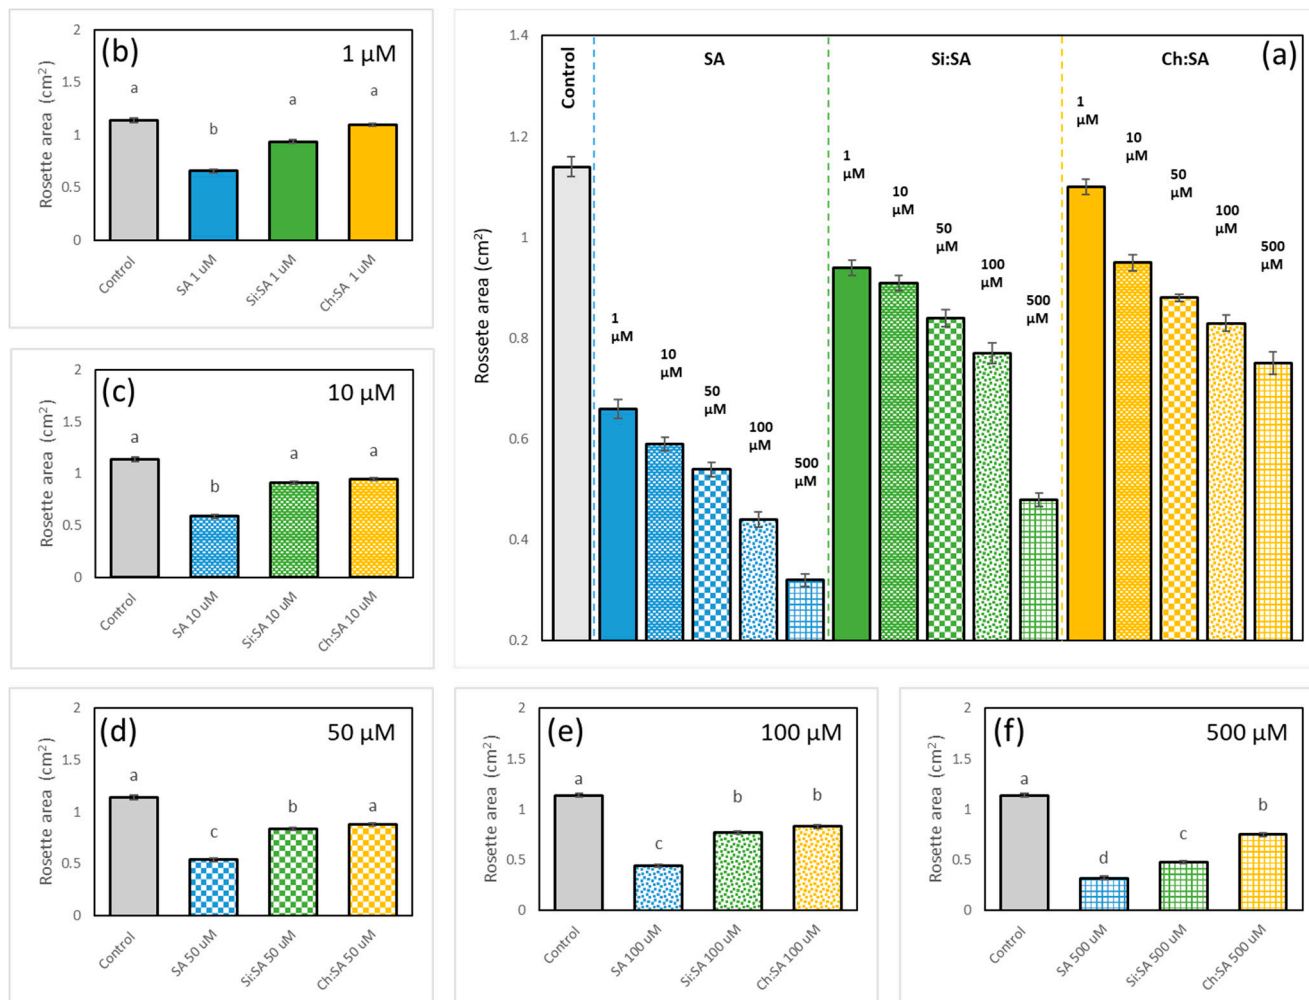 (b)
1 µM
Rosette area (cm²)
2
1.5
1
0.5
0
a
b
a
a
Control
SA 1 uM
Si:SA 1 uM
Ch:SA 1 uM
(a)
Control
SA
Si:SA
Ch:SA
Rossete area (cm²)
1.4
1.2
1
0.8
0.6
0.4
0.2
1
µM
10
µM
50
µM
100
µM
500
µM
1
µM
10
µM
50
µM
100
µM
500
µM
1
µM
10
µM
50
µM
100
µM
500
µM
(c)
10 µM
Rosette area (cm²)
2
1.5
1
0.5
0
a
b
a
a
Control
SA 10 uM
Si:SA 10 uM
Ch:SA 10 uM
(d)
50 µM
Rosette area (cm²)
2
1.5
1
0.5
0
a
c
b
a
Control
SA 50 uM
Si:SA 50 uM
Ch:SA 50 uM
(e)
100 µM
Rosette area (cm²)
2
1.5
1
0.5
0
a
c
b
b
Control
SA 100 uM
Si:SA 100 uM
Ch:SA 100 uM
(f)
500 µM
Rosette area (cm²)
2
1.5
1
0.5
0
a
d
c
b
Control
SA 500 uM
Si:SA 500 uM
Ch:SA 500 uM